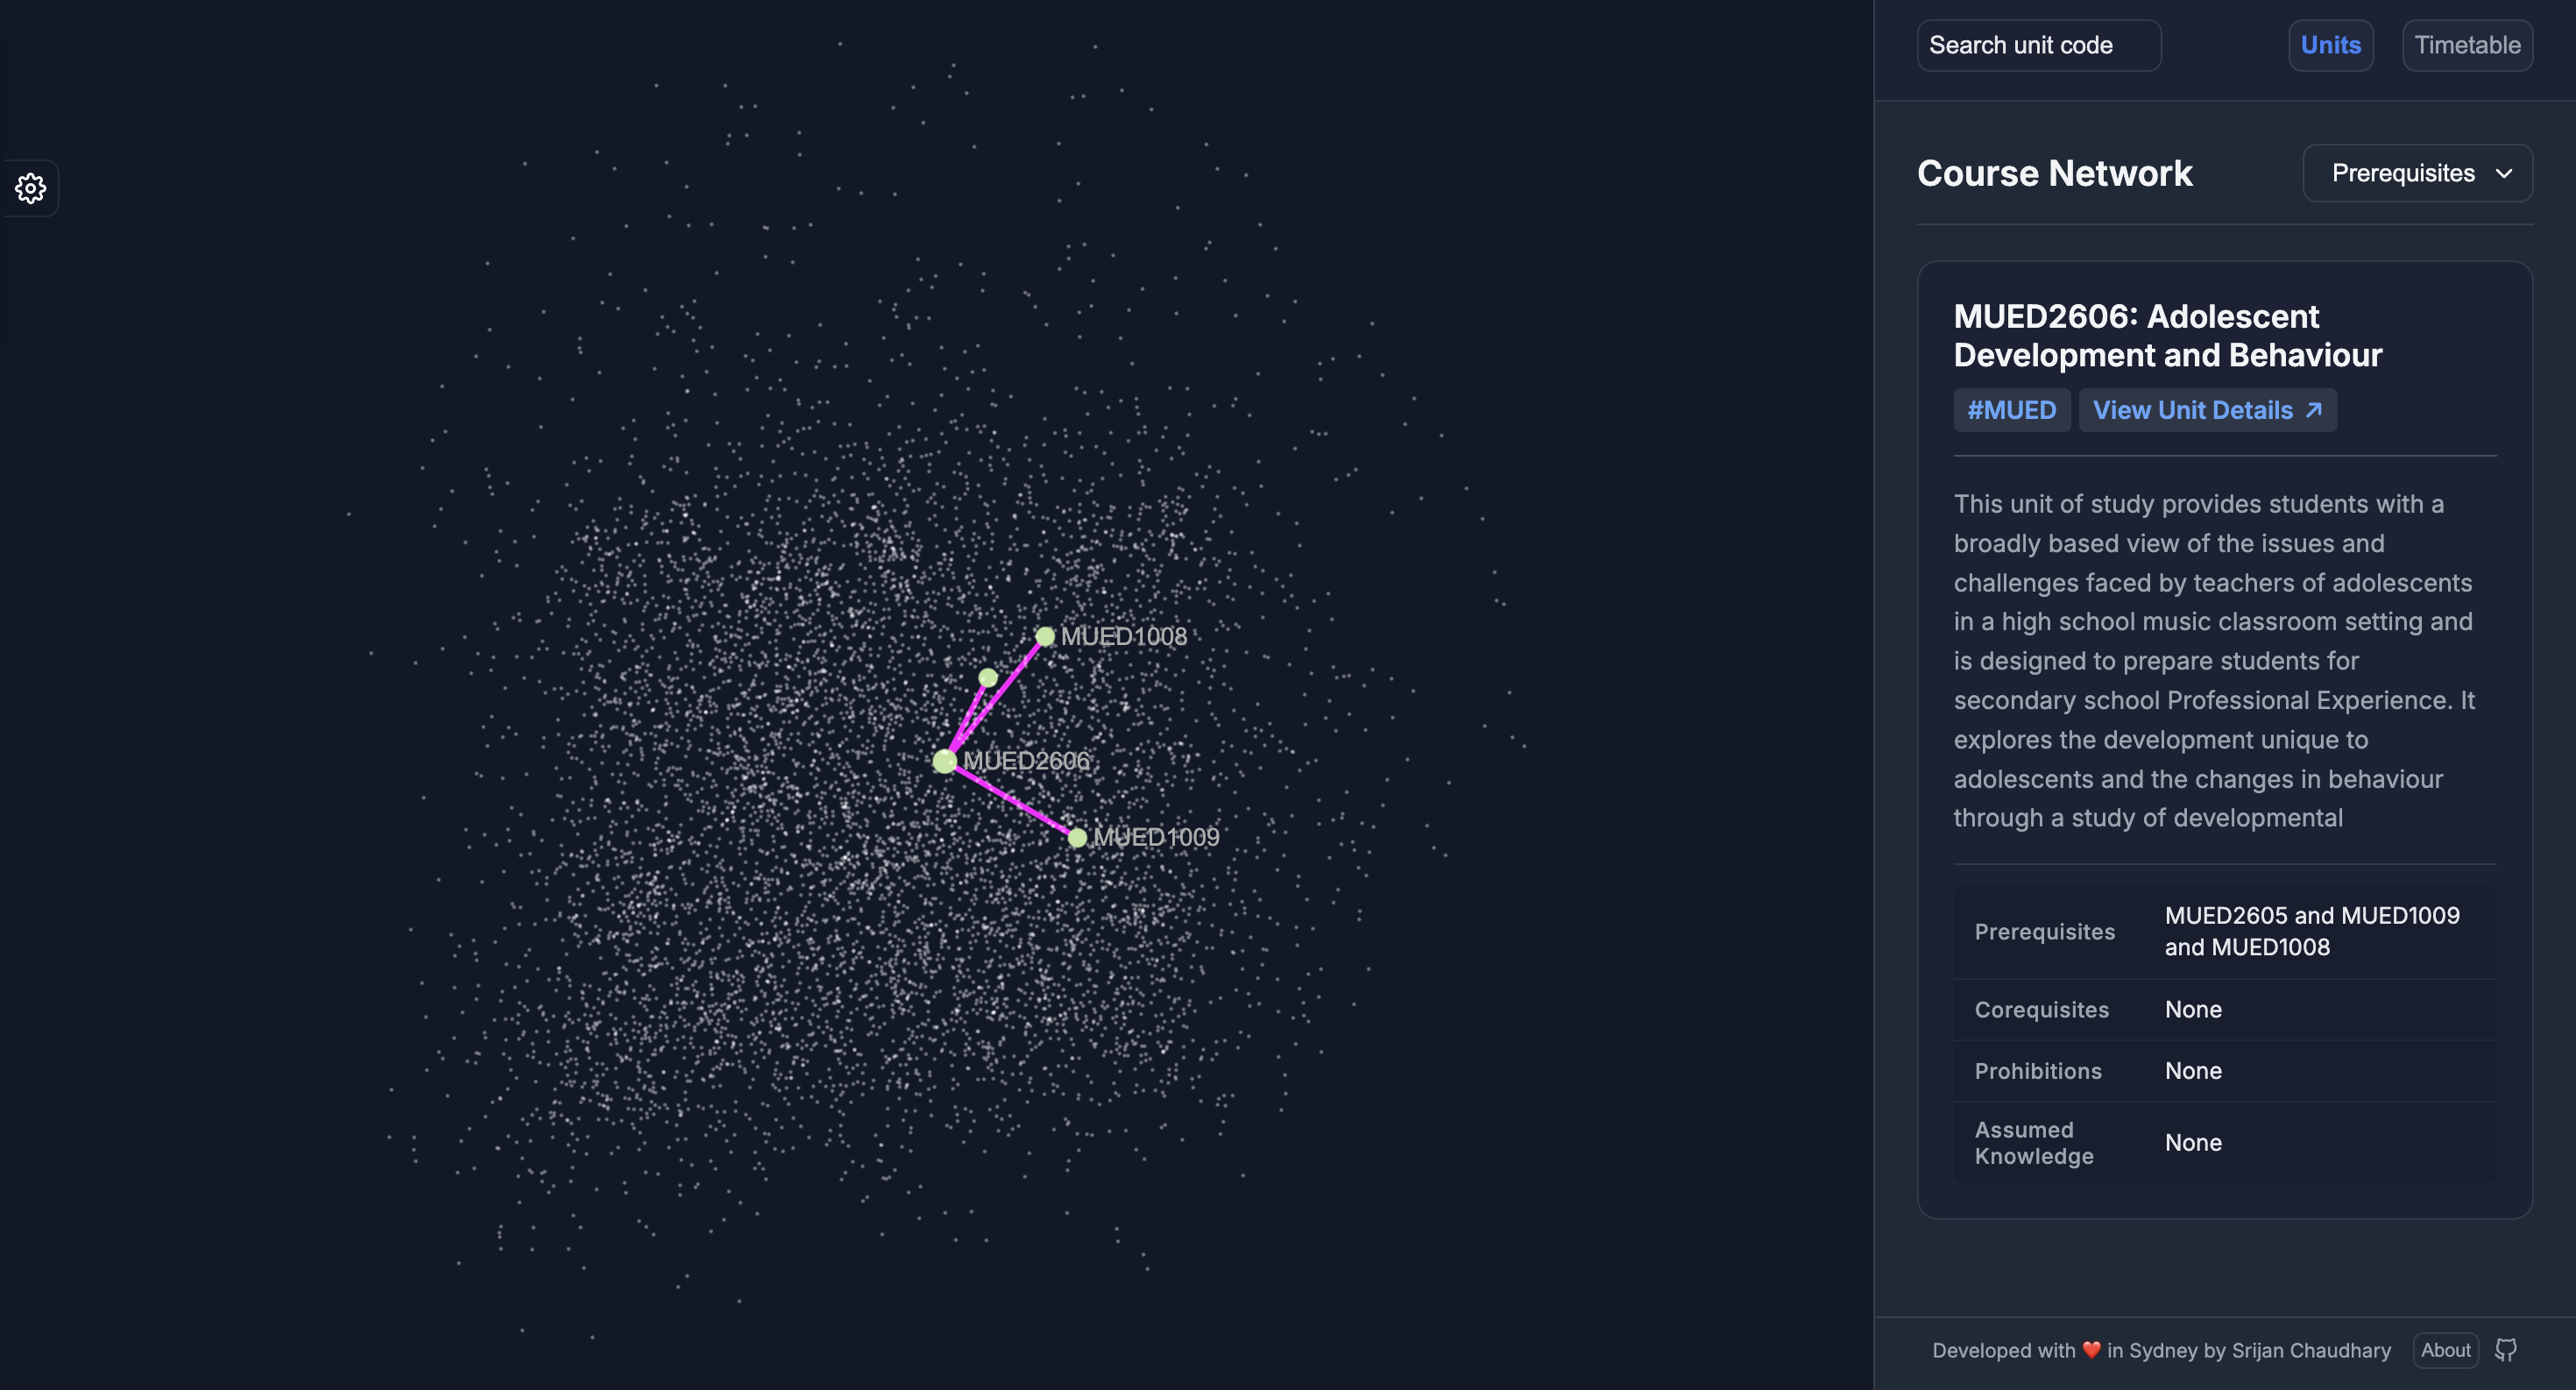 Search unit code
Units
Timetable
Course Network
Prerequisites
MUED2606: Adolescent
Development and Behaviour
#MUED
View Unit Details ↗
This unit of study provides students with a
broadly based view of the issues and
challenges faced by teachers of adolescents
in a high school music classroom setting and
is designed to prepare students for
secondary school Professional Experience. It
explores the development unique to
adolescents and the changes in behaviour
through a study of developmental
Prerequisites
MUED2605 and MUED1009
and MUED1008
Corequisites
None
Prohibitions
None
Assumed
Knowledge
None
Developed with ❤️ in Sydney by Srijan Chaudhary
About
MUED1008
MUED2606
MUED1009